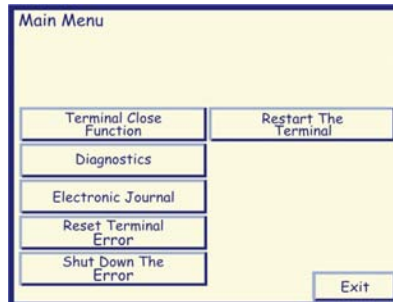 Main Menu
Terminal Close
Function
Restart The
Terminal
Diagnostics
Electronic Journal
Reset Terminal
Error
Shut Down The
Error
Exit